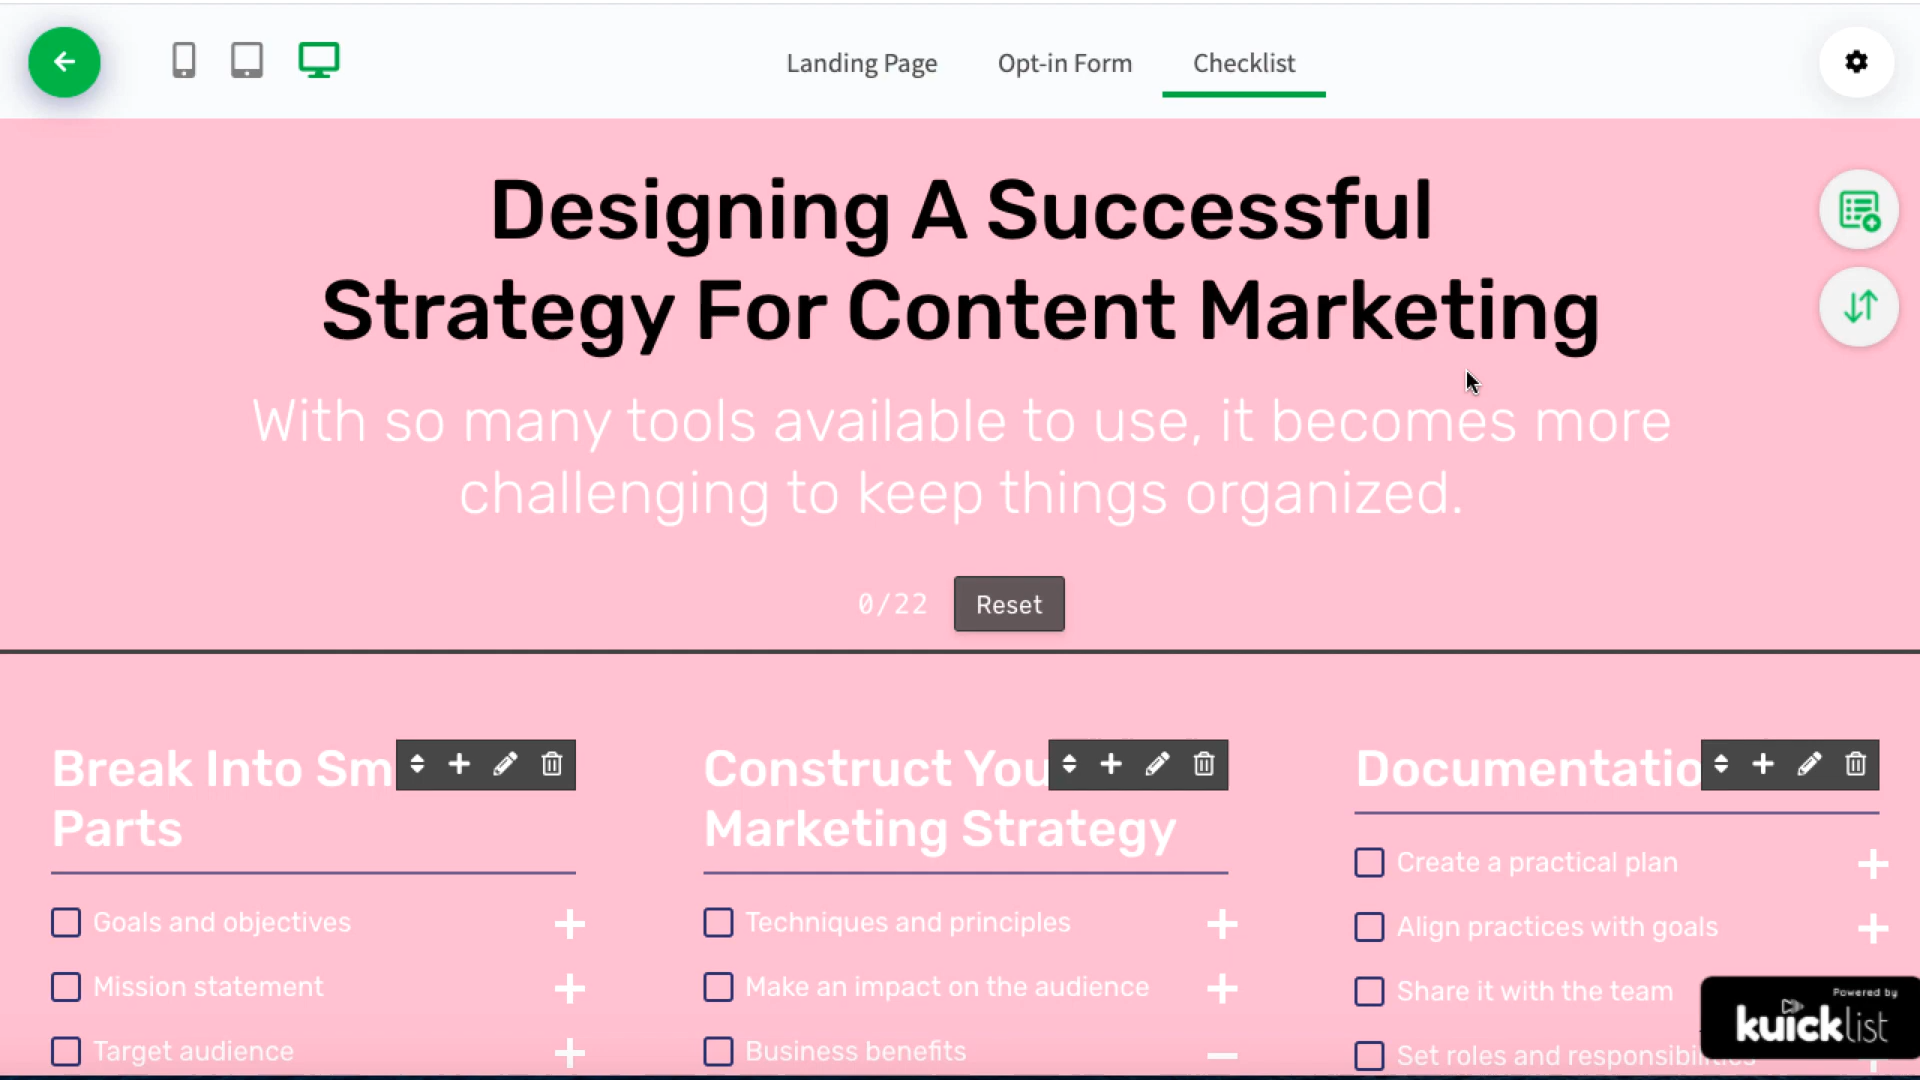 Landing Page
Opt-in Form
Checklist
Designing A Successful
Strategy For Content Marketing
With so many tools available to use, it becomes more
challenging to keep things organized.
0/22
Reset
Break Into Sm
Parts
Goals and objectives
Mission statement
Target audience
Construct You
Marketing Strategy
Techniques and principles
Make an impact on the audience
Business benefits
Documentatio
Create a practical plan
Align practices with goals
Share it with the team
Set roles and responsibilities
Powered by
kuicklist